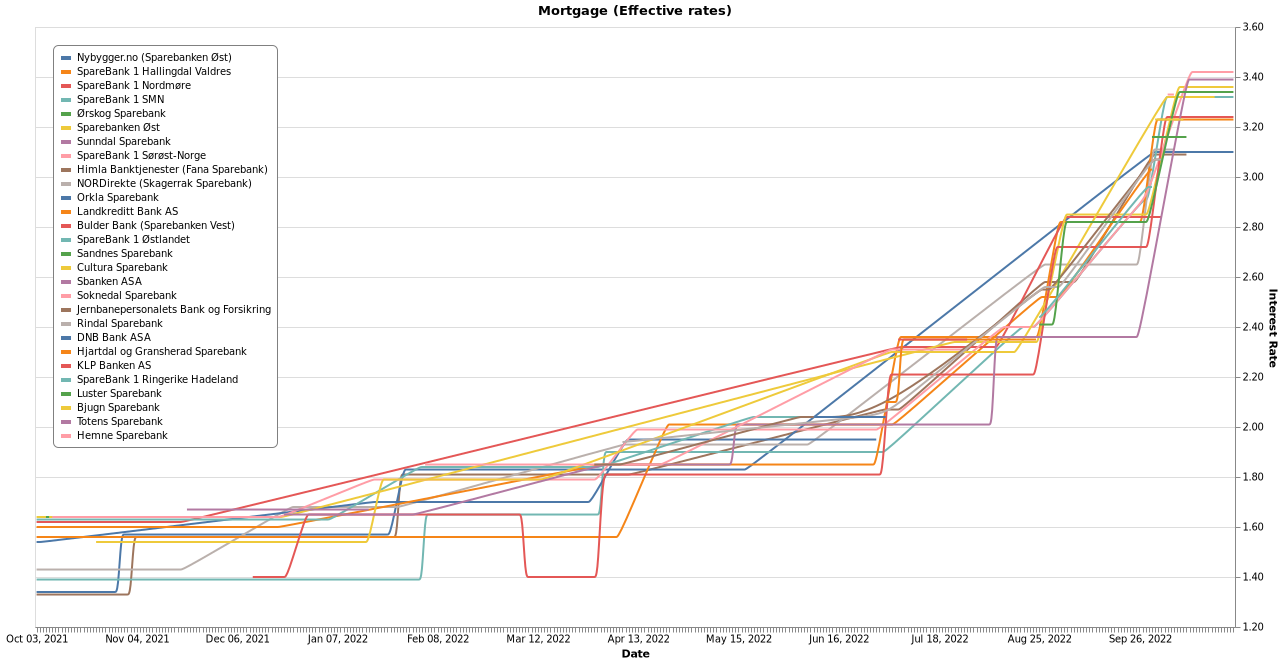 Mortgage (Effective rates)
Nybygger.no (Sparebanken Øst)
SpareBank 1 Hallingdal Valdres
SpareBank 1 Nordmøre
SpareBank 1 SMN
Ørskog Sparebank
Sparebanken Øst
Sunndal Sparebank
SpareBank 1 Sørøst-Norge
Himla Banktjenester (Fana Sparebank)
NORDirekte (Skagerrak Sparebank)
Orkla Sparebank
Landkreditt Bank AS
Bulder Bank (Sparebanken Vest)
SpareBank 1 Østlandet
Sandnes Sparebank
Cultura Sparebank
Sbanken ASA
Soknedal Sparebank
Jernbanepersonalets Bank og Forsikring
Rindal Sparebank
DNB Bank ASA
Hjartdal og Gransherad Sparebank
KLP Banken AS
SpareBank 1 Ringerike Hadeland
Luster Sparebank
Bjugn Sparebank
Totens Sparebank
Hemne Sparebank
3.60
3.40
3.20
3.00
2.80
2.60
2.40
2.20
2.00
1.80
1.60
1.40
1.20
Interest Rate
Oct 03, 2021 Nov 04, 2021 Dec 06, 2021 Jan 07, 2022 Feb 08, 2022 Mar 12, 2022 Apr 13, 2022 May 15, 2022 Jun 16, 2022 Jul 18, 2022 Aug 25, 2022 Sep 26, 2022
Date